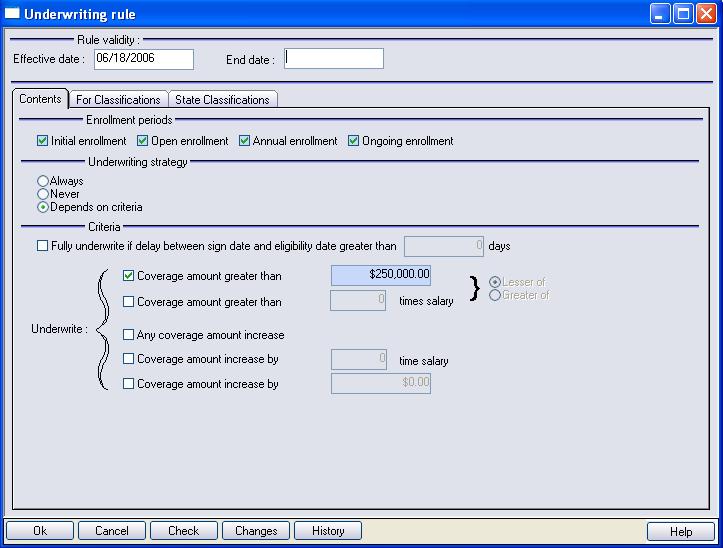 Underwriting rule
Rule validity :
Effective date : 06/18/2006 End date :
Contents For Classifications State Classifications
Enrollment periods
Initial enrollment Open enrollment Annual enrollment Ongoing enrollment
Underwriting strategy
Always
Never
Depends on criteria
Criteria
Fully underwrite if delay between sign date and eligibility date greater than 0 days
Coverage amount greater than $250,000.00 Lesser of
Coverage amount greater than 0 times salary Greater of
Underwrite : Any coverage amount increase
Coverage amount increase by 0 time salary
Coverage amount increase by $0.00
Ok Cancel Check Changes History Help